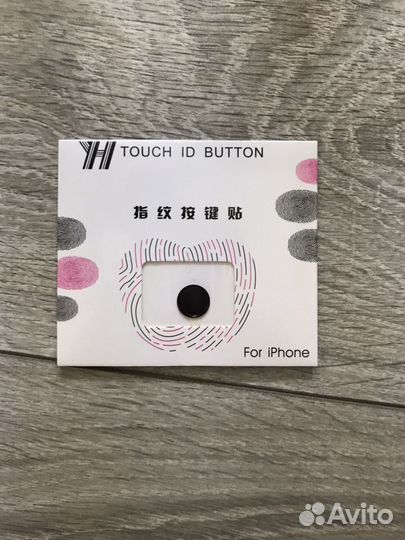 YH TOUCH ID BUTTON
指纹按键贴
For iPhone
Avito